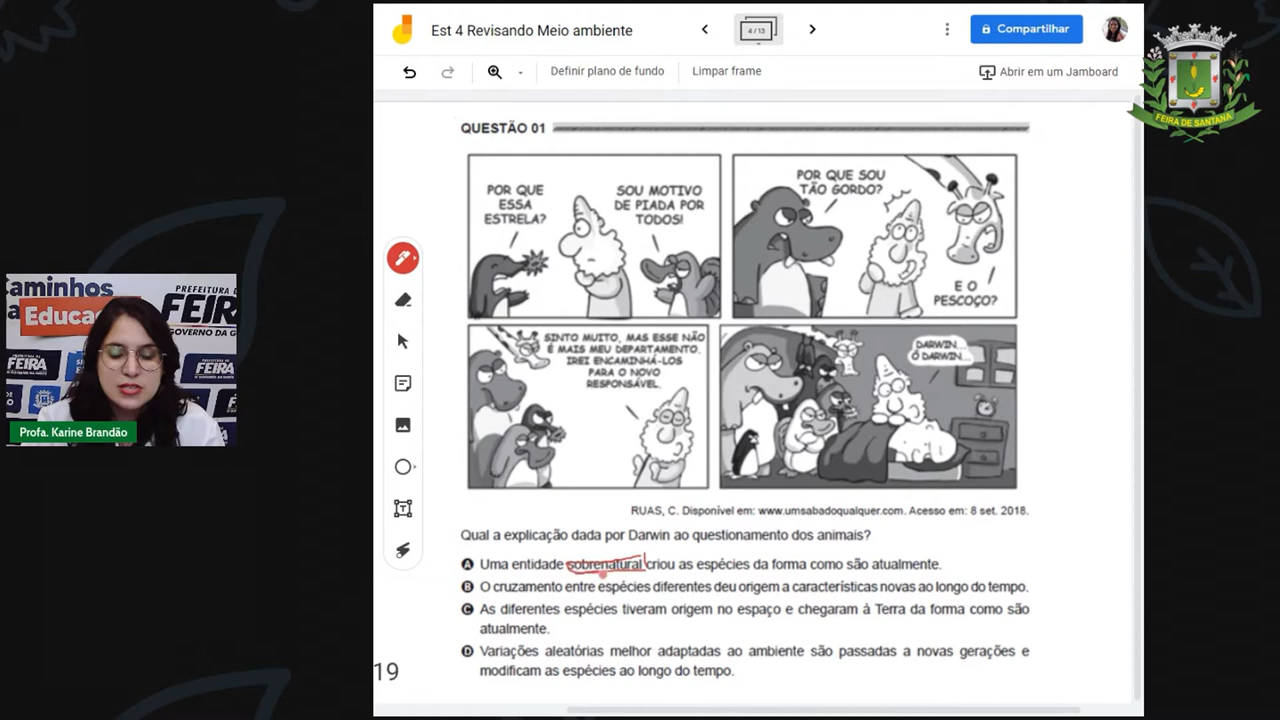 Est 4 Revisando Meio ambiente
4 / 13
Compartilhar
Definir plano de fundo
Limpar frame
Abrir em um Jamboard
FEIRA DE SANTANA
QUESTÃO 01
POR QUE
ESSA
ESTRELA?
SOU MOTIVO
DE PIADA POR
TODOS!
POR QUE SOU
TÃO GORDO?
E O
PESCOÇO?
SINTO MUITO, MAS ESSE NÃO
É MAIS MEU DEPARTAMENTO.
IREI ENCAMINHÁ-LOS
PARA O NOVO
RESPONSÁVEL.
DARWIN...
Ó DARWIN...
RUAS, C. Disponível em: www.umsabadoqualquer.com. Acesso em: 8 set. 2018.
Qual a explicação dada por Darwin ao questionamento dos animais?
A Uma entidade sobrenatural criou as espécies da forma como são atualmente.
B O cruzamento entre espécies diferentes deu origem a características novas ao longo do tempo.
C As diferentes espécies tiveram origem no espaço e chegaram à Terra da forma como são
atualmente.
D Variações aleatórias melhor adaptadas ao ambiente são passadas a novas gerações e
modificam as espécies ao longo do tempo.
19
Caminhos
da
Educaç
PREFEITURA D
FEIR
GOVERNO DA
FEIRA
Profa. Karine Brandão